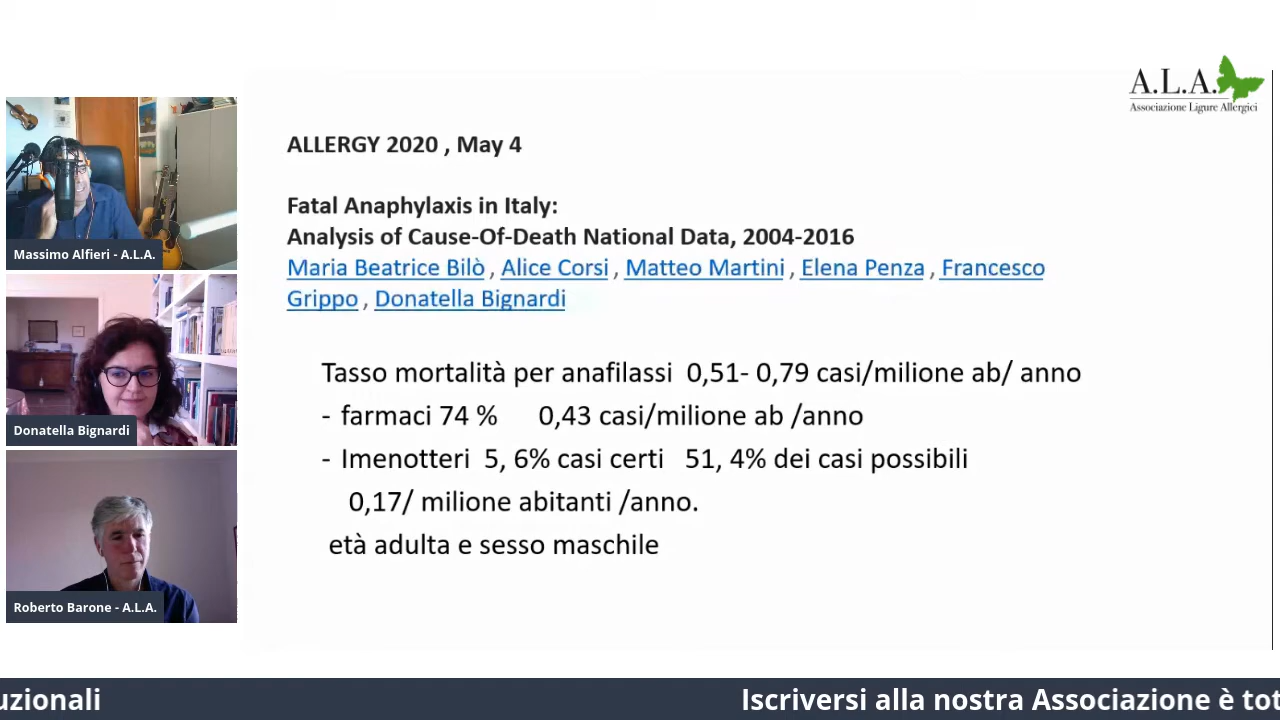 A.L.A.
Associazione Ligure Allergici
ALLERGY 2020 , May 4
Fatal Anaphylaxis in Italy:
Analysis of Cause-Of-Death National Data, 2004-2016
Maria Beatrice Bilò , Alice Corsi , Matteo Martini , Elena Penza , Francesco
Grippo , Donatella Bignardi
Tasso mortalità per anafilassi 0,51- 0,79 casi/milione ab/ anno
- farmaci 74 % 0,43 casi/milione ab /anno
- Imenotteri 5, 6% casi certi 51, 4% dei casi possibili
0,17/ milione abitanti /anno.
età adulta e sesso maschile
Massimo Alfieri - A.L.A.
Donatella Bignardi
Roberto Barone - A.L.A.
uzionali Iscriversi alla nostra Associazione è tot